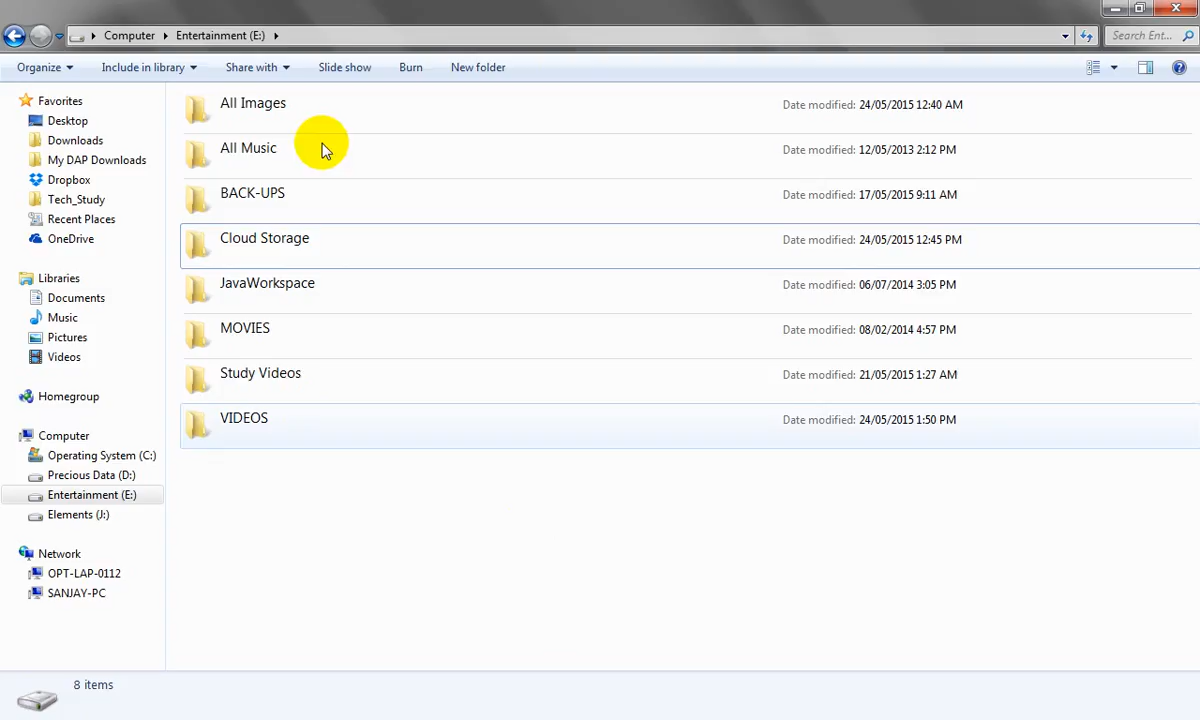 Computer Entertainment (E:) Search Ent...
Organize Include in library Share with Slide show Burn New folder
Favorites
Desktop
Downloads
My DAP Downloads
Dropbox
Tech_Study
Recent Places
OneDrive
Libraries
Documents
Music
Pictures
Videos
Homegroup
Computer
Operating System (C:)
Precious Data (D:)
Entertainment (E:)
Elements (J:)
Network
OPT-LAP-0112
SANJAY-PC
All Images Date modified: 24/05/2015 12:40 AM
All Music Date modified: 12/05/2013 2:12 PM
BACK-UPS Date modified: 17/05/2015 9:11 AM
Cloud Storage Date modified: 24/05/2015 12:45 PM
JavaWorkspace Date modified: 06/07/2014 3:05 PM
MOVIES Date modified: 08/02/2014 4:57 PM
Study Videos Date modified: 21/05/2015 1:27 AM
VIDEOS Date modified: 24/05/2015 1:50 PM
8 items